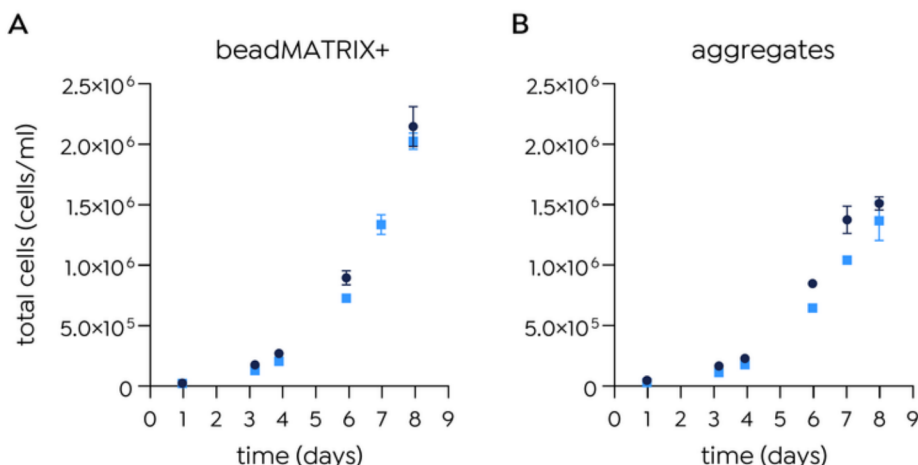 A
beadMATRIX+
total cells (cells/ml)
2.5×10⁶
2.0×10⁶
1.5×10⁶
1.0×10⁶
5.0×10⁵
0
0 1 2 3 4 5 6 7 8 9
time (days)
B
aggregates
2.5×10⁶
2.0×10⁶
1.5×10⁶
1.0×10⁶
5.0×10⁵
0
0 1 2 3 4 5 6 7 8 9
time (days)